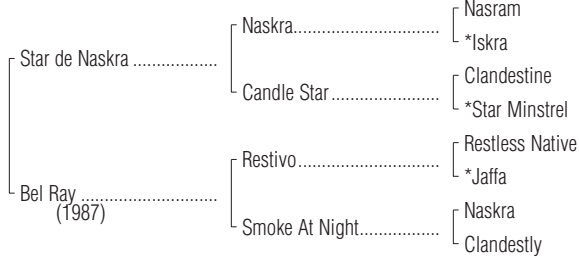 Nasram
Naskra..............................
*Iskra
Star de Naskra .................
Clandestine
Candle Star......................
*Star Minstrel
Restless Native
Restivo..............................
*Jaffa
Bel Ray ...........................
(1987)
Naskra
Smoke At Night.................
Clandestly